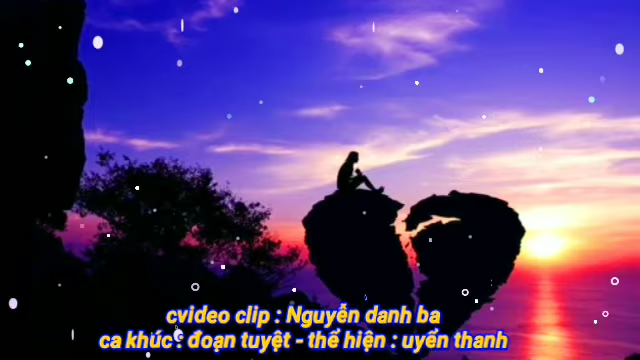 cvideo clip : Nguyễn danh ba
ca khúc : đoạn tuyệt - thể hiện : uyển thanh